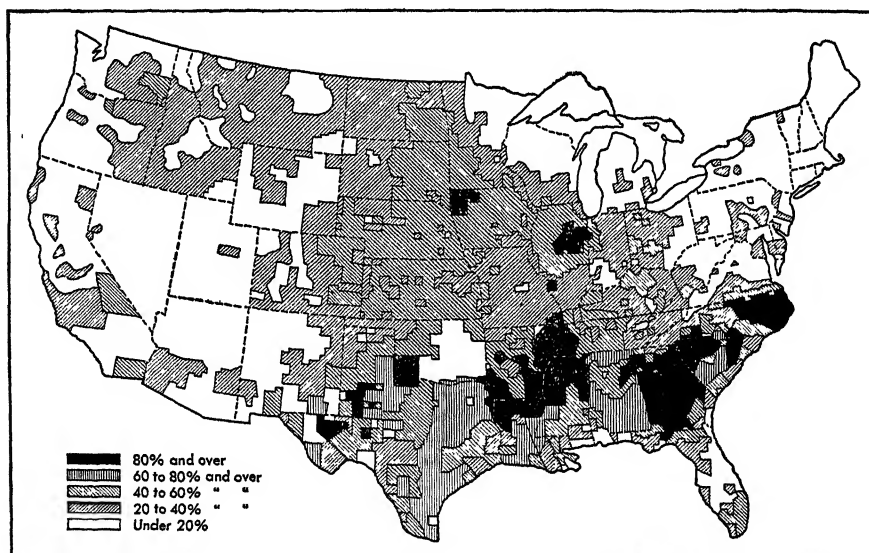 80% and over
60 to 80% and over
40 to 60% “ “
20 to 40% “ “
Under 20%